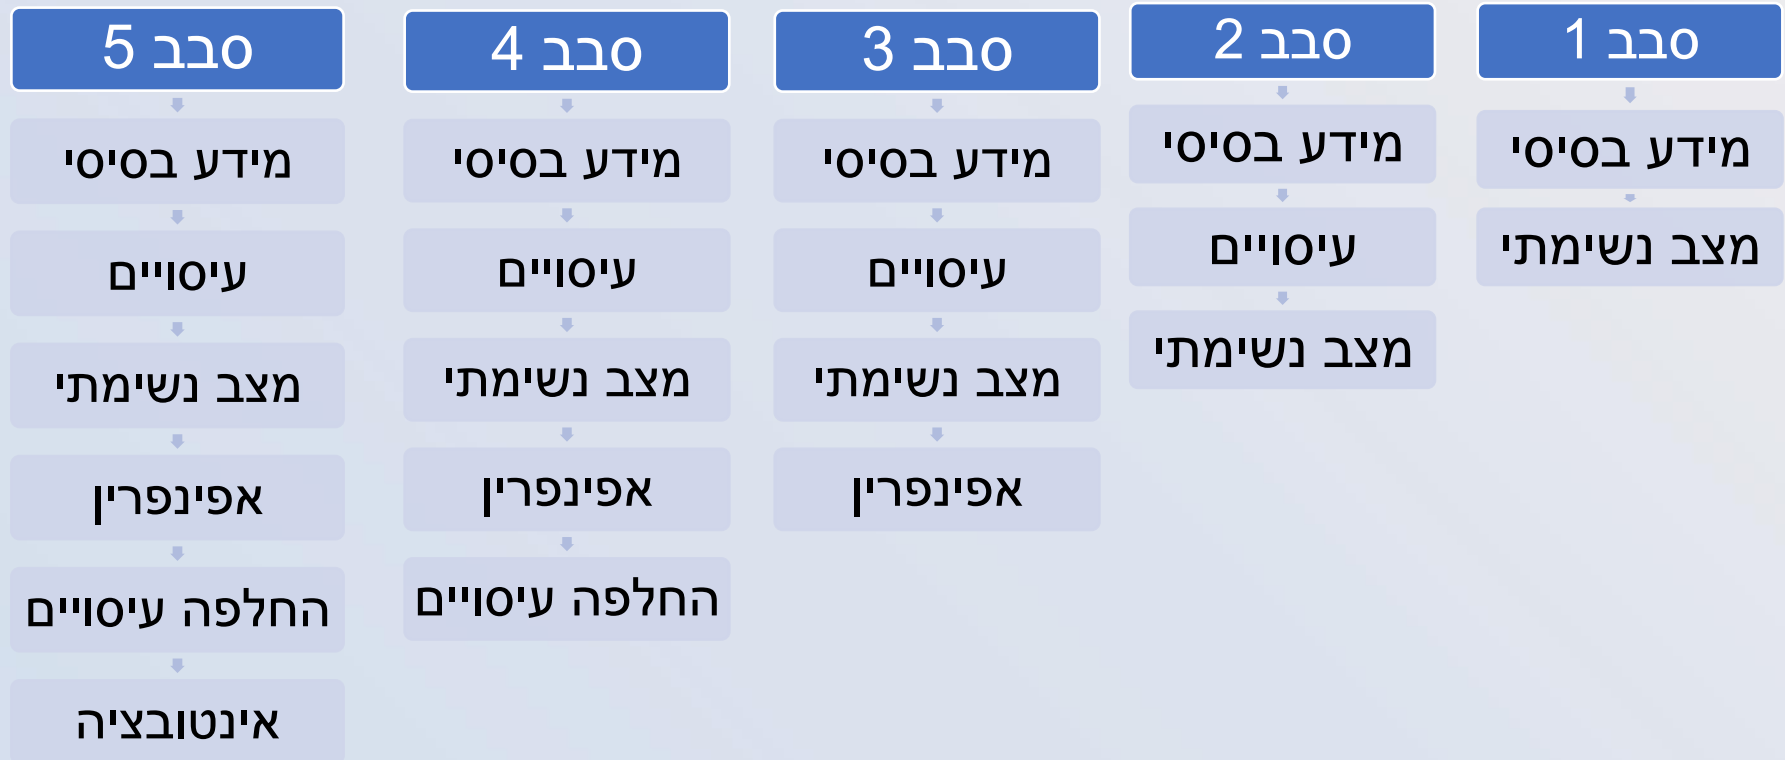 סבב 1
מידע בסיסי
מצב נשימתי
סבב 2
מידע בסיסי
עיסויים
מצב נשימתי
סבב 3
מידע בסיסי
עיסויים
מצב נשימתי
אפינפרין
סבב 4
מידע בסיסי
עיסויים
מצב נשימתי
אפינפרין
החלפה עיסויים
סבב 5
מידע בסיסי
עיסויים
מצב נשימתי
אפינפרין
החלפה עיסויים
אינטובציה